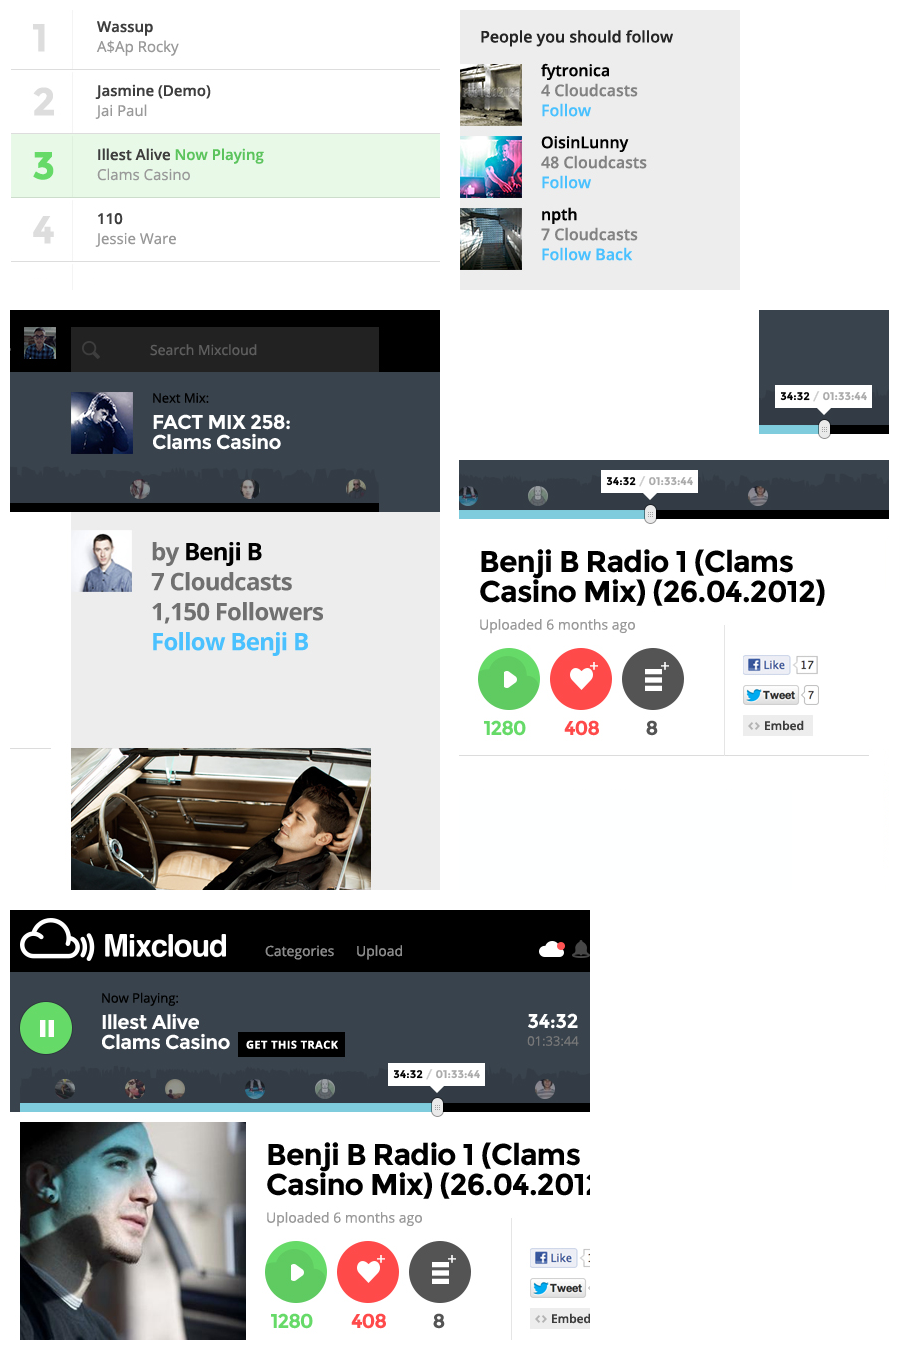 1
Wassup
A$Ap Rocky
2
Jasmine (Demo)
Jai Paul
3
Illest Alive Now Playing
Clams Casino
4
110
Jessie Ware
People you should follow
fytronica
4 Cloudcasts
Follow
OisinLunny
48 Cloudcasts
Follow
npth
7 Cloudcasts
Follow Back
Search Mixcloud
Next Mix:
FACT MIX 258:
Clams Casino
by Benji B
7 Cloudcasts
1,150 Followers
Follow Benji B
34:32 / 01:33:44
34:32 / 01:33:44
Benji B Radio 1 (Clams
Casino Mix) (26.04.2012)
Uploaded 6 months ago
1280 408 8
Like 17
Tweet 7
Embed
Mixcloud Categories Upload
Now Playing:
Illest Alive
Clams Casino GET THIS TRACK
34:32
01:33:44
34:32 / 01:33:44
Benji B Radio 1 (Clams
Casino Mix) (26.04.201
Uploaded 6 months ago
1280 408 8
Like
Tweet
Embed